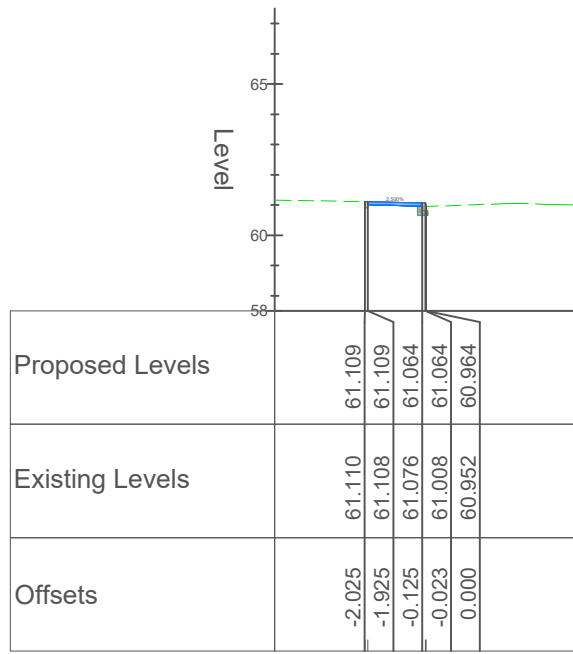 65
Level
2.500%
60
58
Proposed Levels 61.109 61.109 61.064 61.064 60.964
Existing Levels 61.110 61.108 61.076 61.008 60.952
Offsets -2.025 -1.925 -0.125 -0.023 0.000